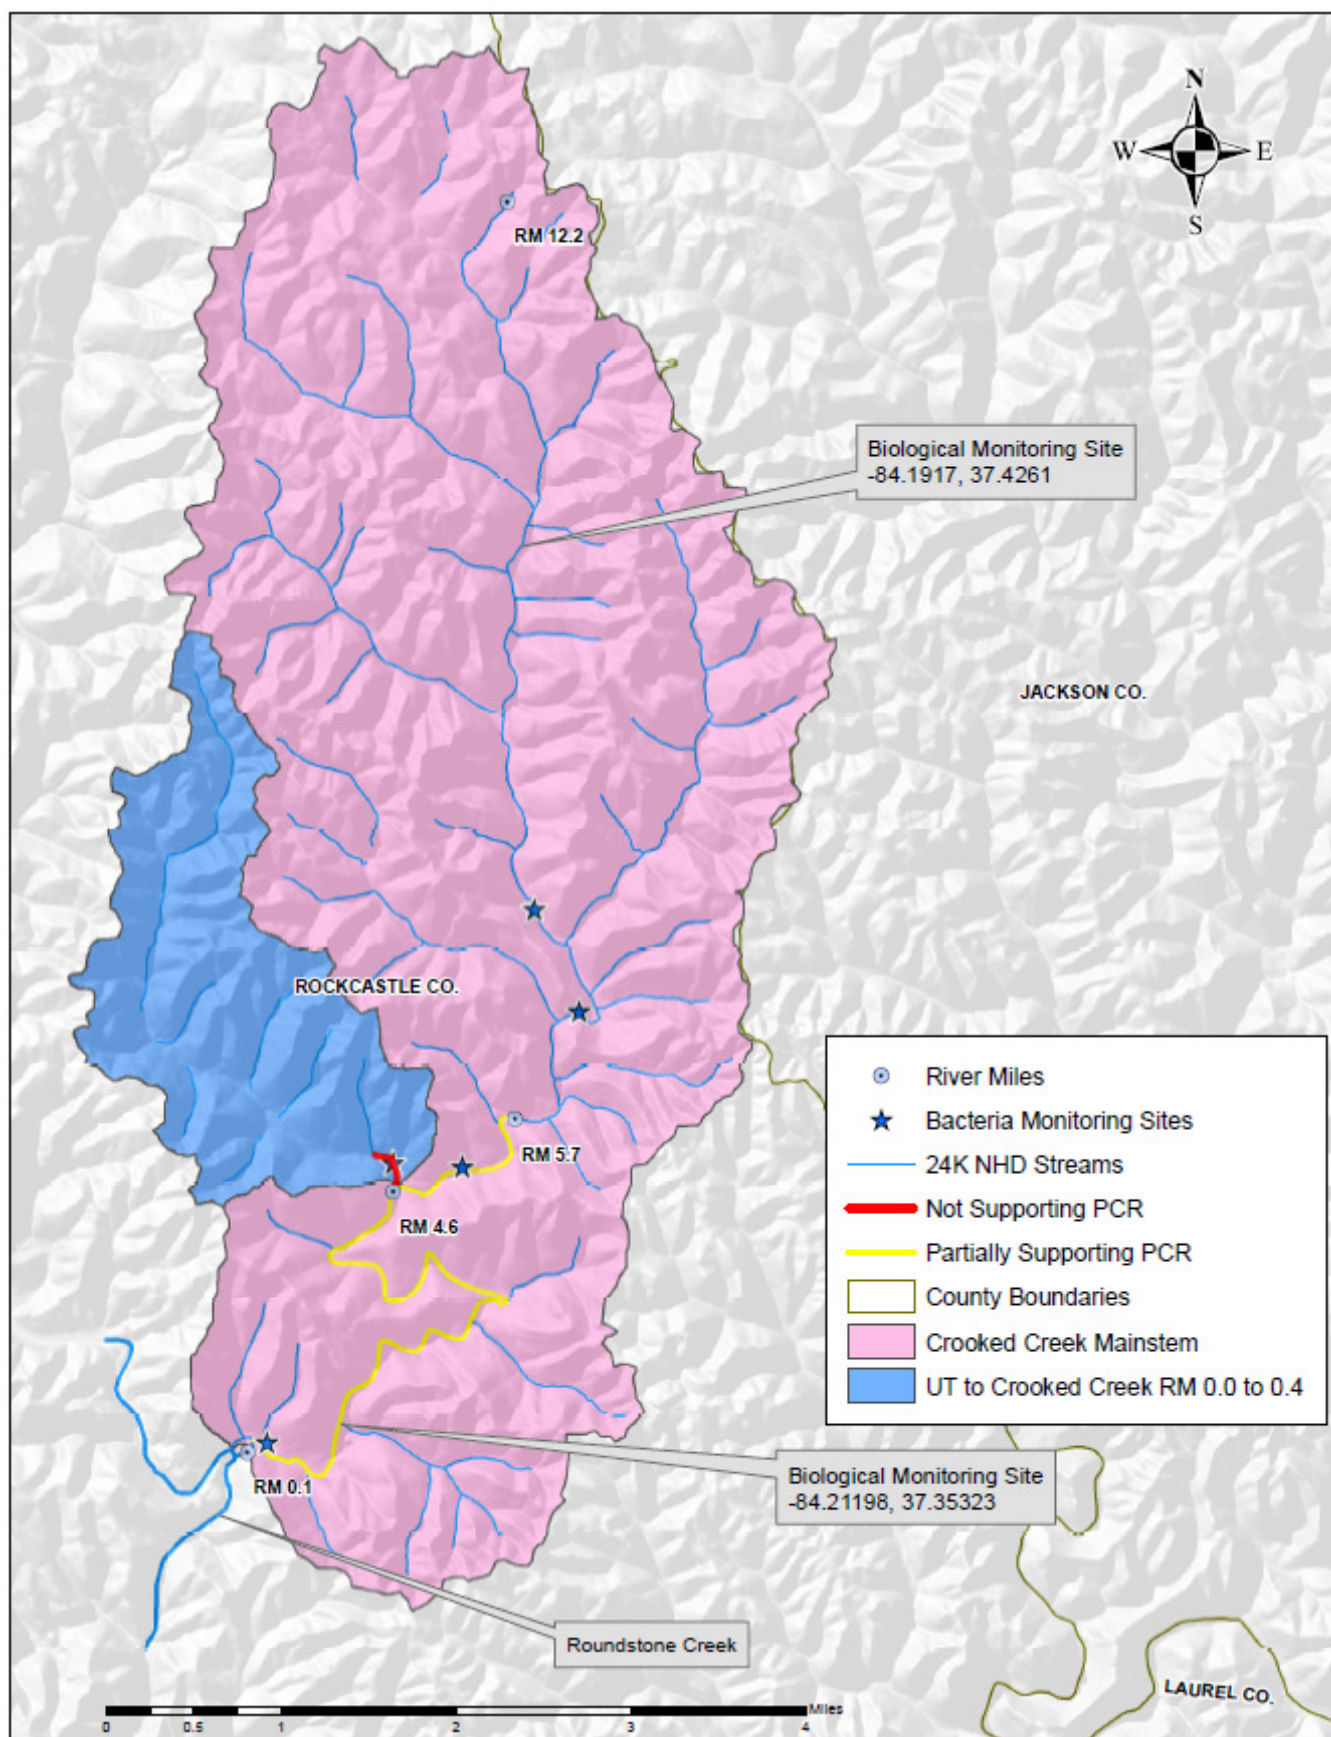 N
W
E
S
RM 12.2
Biological Monitoring Site
-84.1917, 37.4261
JACKSON CO.
ROCKCASTLE CO.
RM 5.7
RM 4.6
RM 0.1
River Miles
Bacteria Monitoring Sites
24K NHD Streams
Not Supporting PCR
Partially Supporting PCR
County Boundaries
Crooked Creek Mainstem
UT to Crooked Creek RM 0.0 to 0.4
Biological Monitoring Site
-84.21198, 37.35323
Roundstone Creek
LAUREL CO.
Miles
0 0.5 1 2 3 4